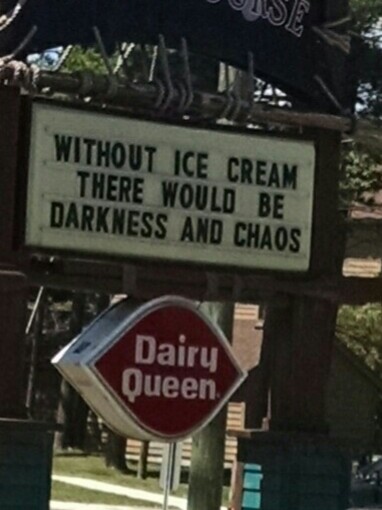 WITHOUT ICE CREAM
THERE WOULD BE
DARKNESS AND CHAOS
Dairy
Queen